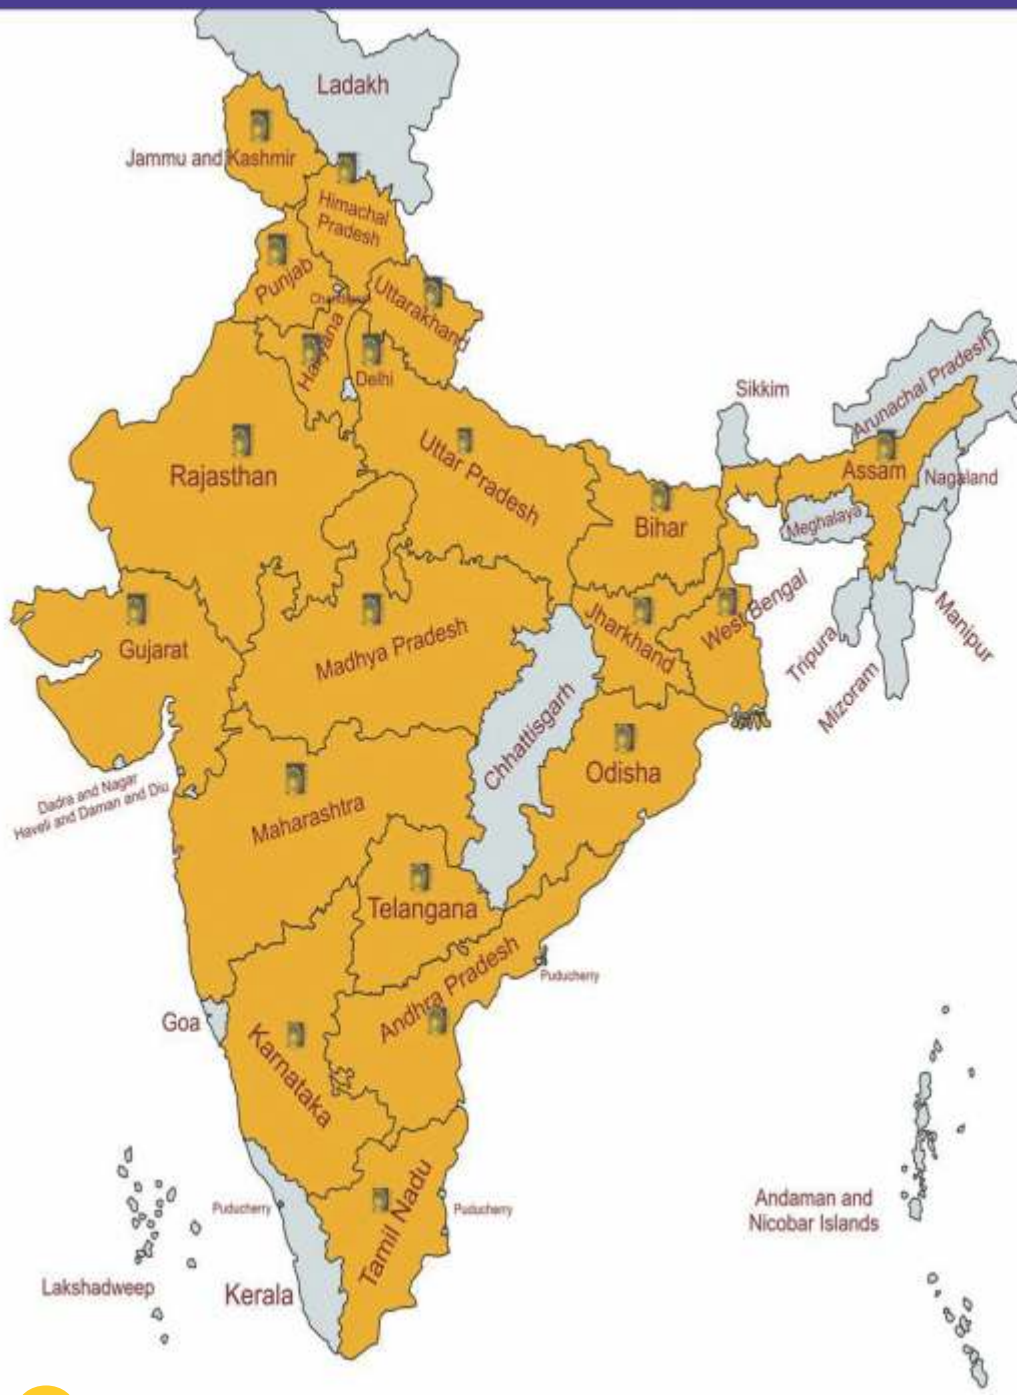 Ladakh
Jammu and Kashmir
Himachal
Pradesh
Punjab
Uttarakhand
Haryana
Delhi
Sikkim
Arunachal Pradesh
Rajasthan
Uttar Pradesh
Assam
Nagaland
Bihar
Meghalaya
Gujarat
Madhya Pradesh
Jharkhand
West Bengal
Tripura
Manipur
Mizoram
Chhattisgarh
Odisha
Dadra and Nagar
Haveli and Daman and Diu
Maharashtra
Telangana
Andhra Pradesh
Puducherry
Goa
Karnataka
Puducherry
Tamil Nadu
Puducherry
Andaman and
Nicobar Islands
Lakshadweep
Kerala